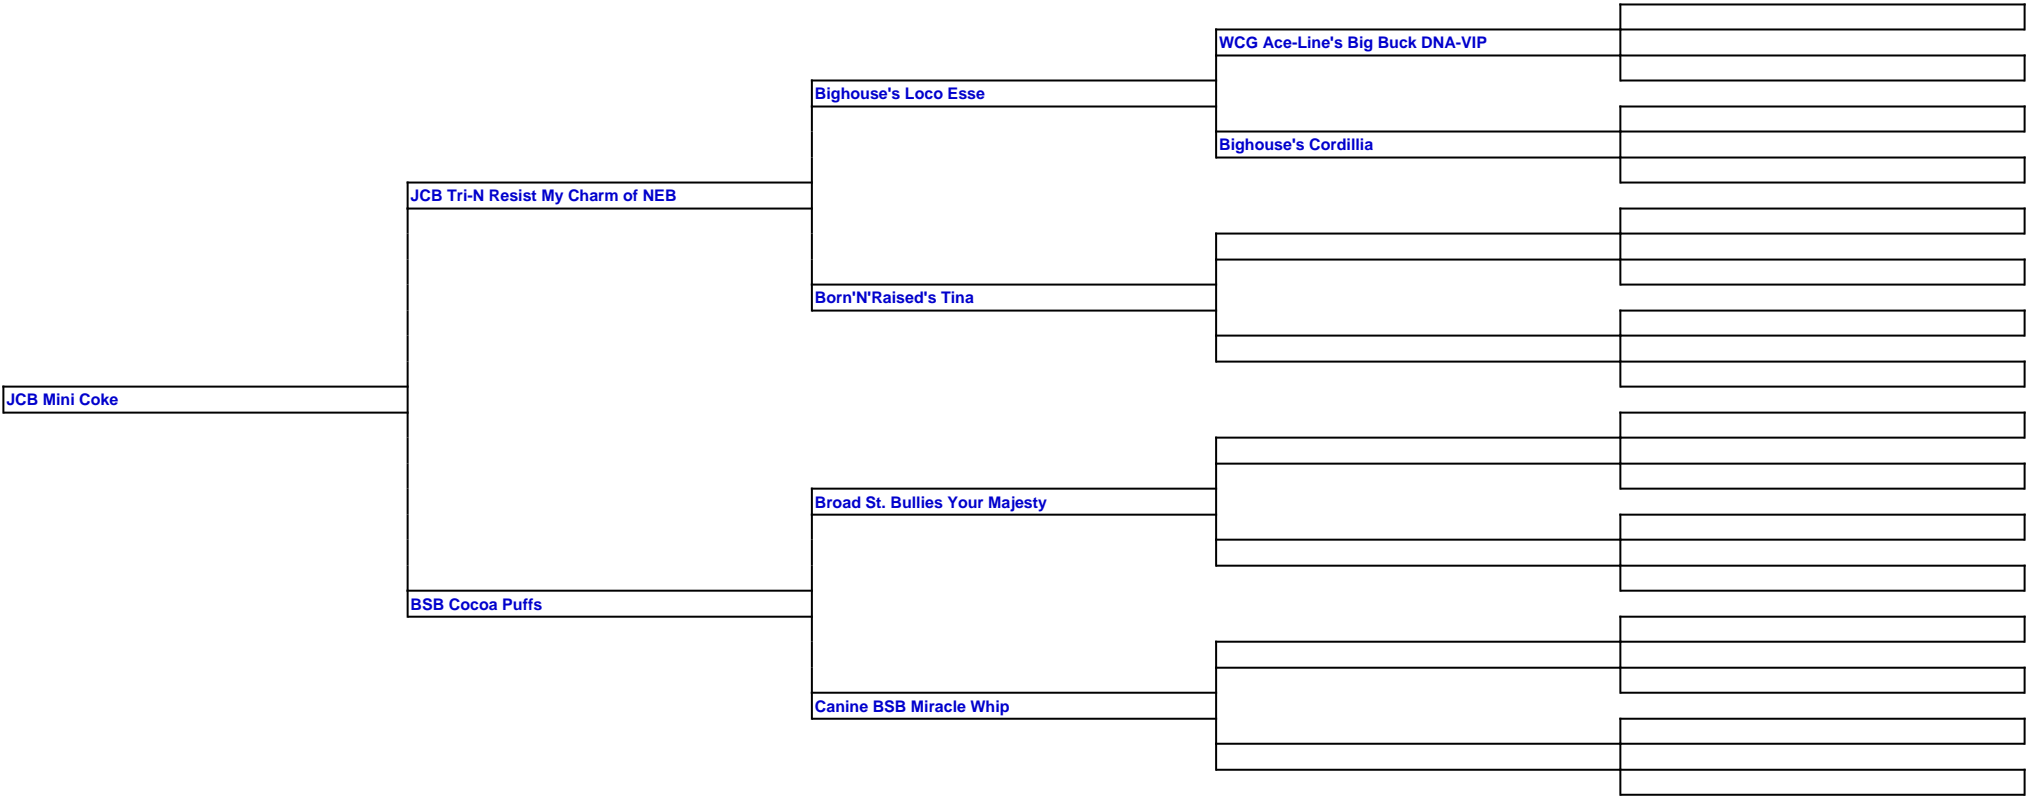 WCG Ace-Line's Big Buck DNA-VIP
Bighouse's Loco Esse
Bighouse's Cordillia
JCB Tri-N Resist My Charm of NEB
Born'N'Raised's Tina
JCB Mini Coke
Broad St. Bullies Your Majesty
BSB Cocoa Puffs
Canine BSB Miracle Whip